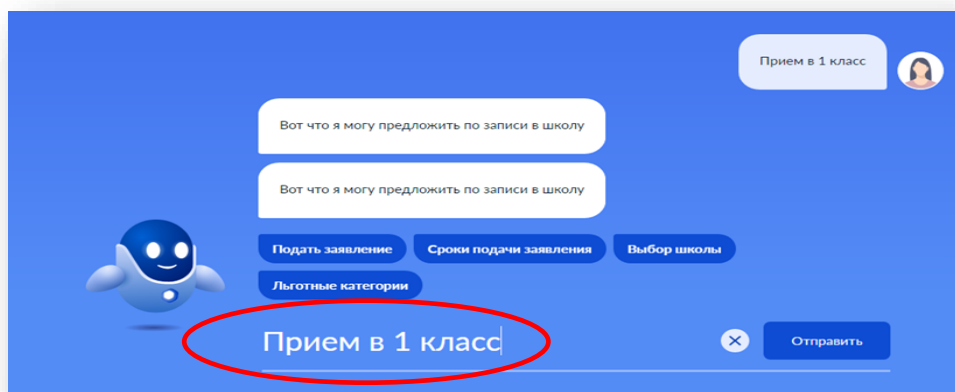 Прием в 1 класс
Вот что я могу предложить по записи в школу
Вот что я могу предложить по записи в школу
Подать заявление Сроки подачи заявления Выбор школы
Льготные категории
Прием в 1 класс Отправить